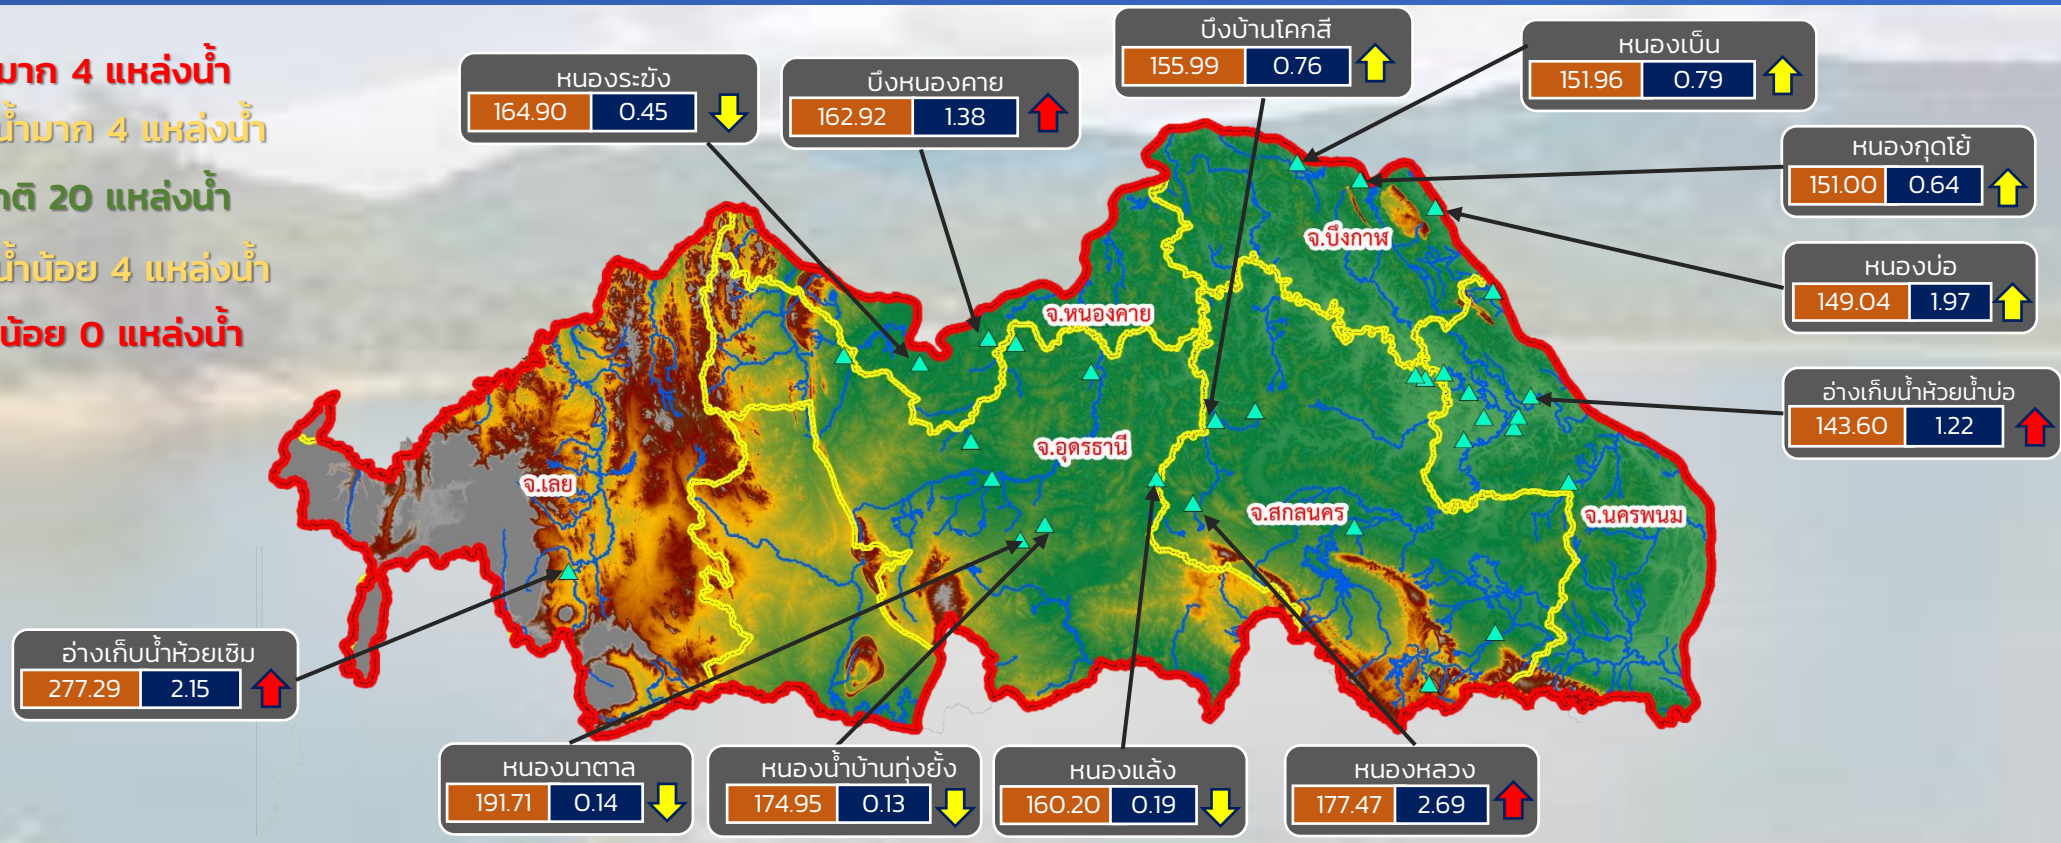 มาก 4 แหล่งน้ำ
น้ำมาก 4 แหล่งน้ำ
20 แหล่งน้ำ
น้ำน้อย 4 แหล่งน้ำ
น้อย 0 แหล่งน้ำ
หนองระฆัง
164.90 0.45
บึงหนองคาย
162.92 1.38
บึงบ้านโคกสี
155.99 0.76
หนองเบ็น
151.96 0.79
หนองกุดโย้
151.00 0.64
หนองบ่อ
149.04 1.97
อ่างเก็บน้ำห้วยน้ำบ่อ
143.60 1.22
จ.บึงกาฬ
จ.หนองคาย
จ.อุดรธานี
จ.เลย
จ.สกลนคร
จ.นครพนม
อ่างเก็บน้ำห้วยเซิม
277.29 2.15
หนองนาตาล
191.71 0.14
หนองน้ำบ้านทุ่งยั้ง
174.95 0.13
หนองแล้ง
160.20 0.19
หนองหลวง
177.47 2.69